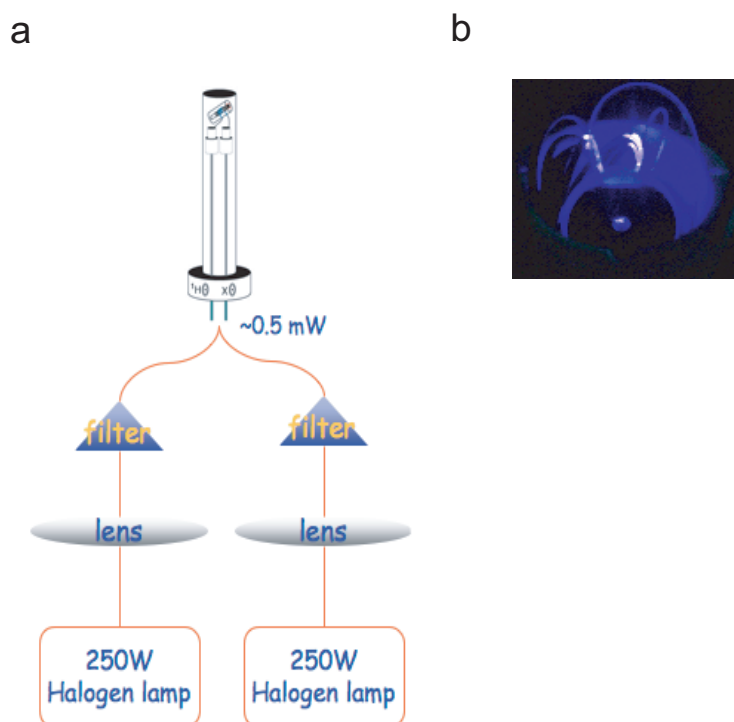 a
b
¹HΘ XΘ
~0.5 mW
filter
filter
lens
lens
250W
Halogen lamp
250W
Halogen lamp